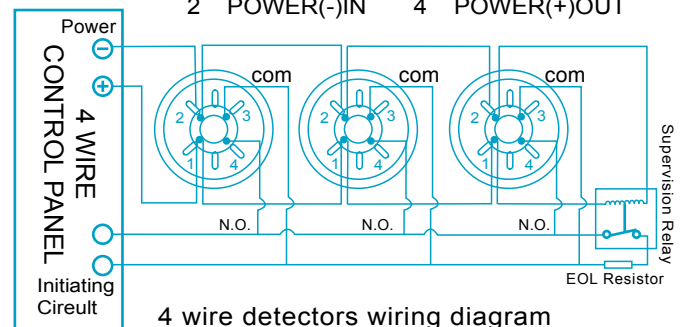 2 POWER(-)IN 4 POWER(+)OUT
Power
−
+
4 WIRE
CONTROL PANEL
com
com
com
2
3
1
4
2
3
1
4
2
3
1
4
N.O.
N.O.
N.O.
Supervision Relay
EOL Resistor
Initiating
Cireult
4 wire detectors wiring diagram